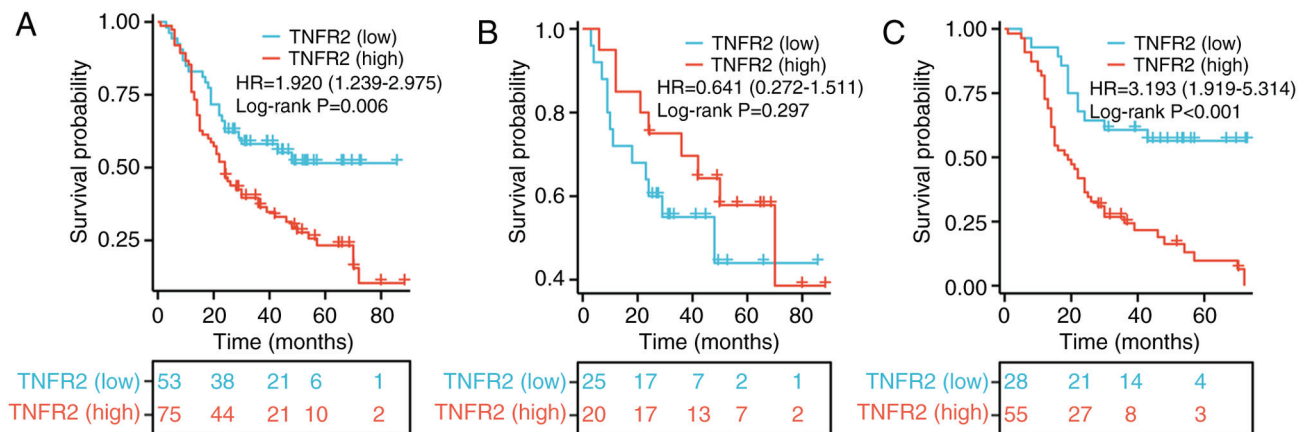 A
1.00
0.75
0.50
0.25
Survival probability
TNFR2 (low)
TNFR2 (high)
HR=1.920 (1.239-2.975)
Log-rank P=0.006
0 20 40 60 80
Time (months)
TNFR2 (low) 53 38 21 6 1
TNFR2 (high) 75 44 21 10 2
B
1.0
0.8
0.6
0.4
Survival probability
TNFR2 (low)
TNFR2 (high)
HR=0.641 (0.272-1.511)
Log-rank P=0.297
0 20 40 60 80
Time (months)
TNFR2 (low) 25 17 7 2 1
TNFR2 (high) 20 17 13 7 2
C
1.00
0.75
0.50
0.25
0.00
Survival probability
TNFR2 (low)
TNFR2 (high)
HR=3.193 (1.919-5.314)
Log-rank P<0.001
0 20 40 60
Time (months)
TNFR2 (low) 28 21 14 4
TNFR2 (high) 55 27 8 3